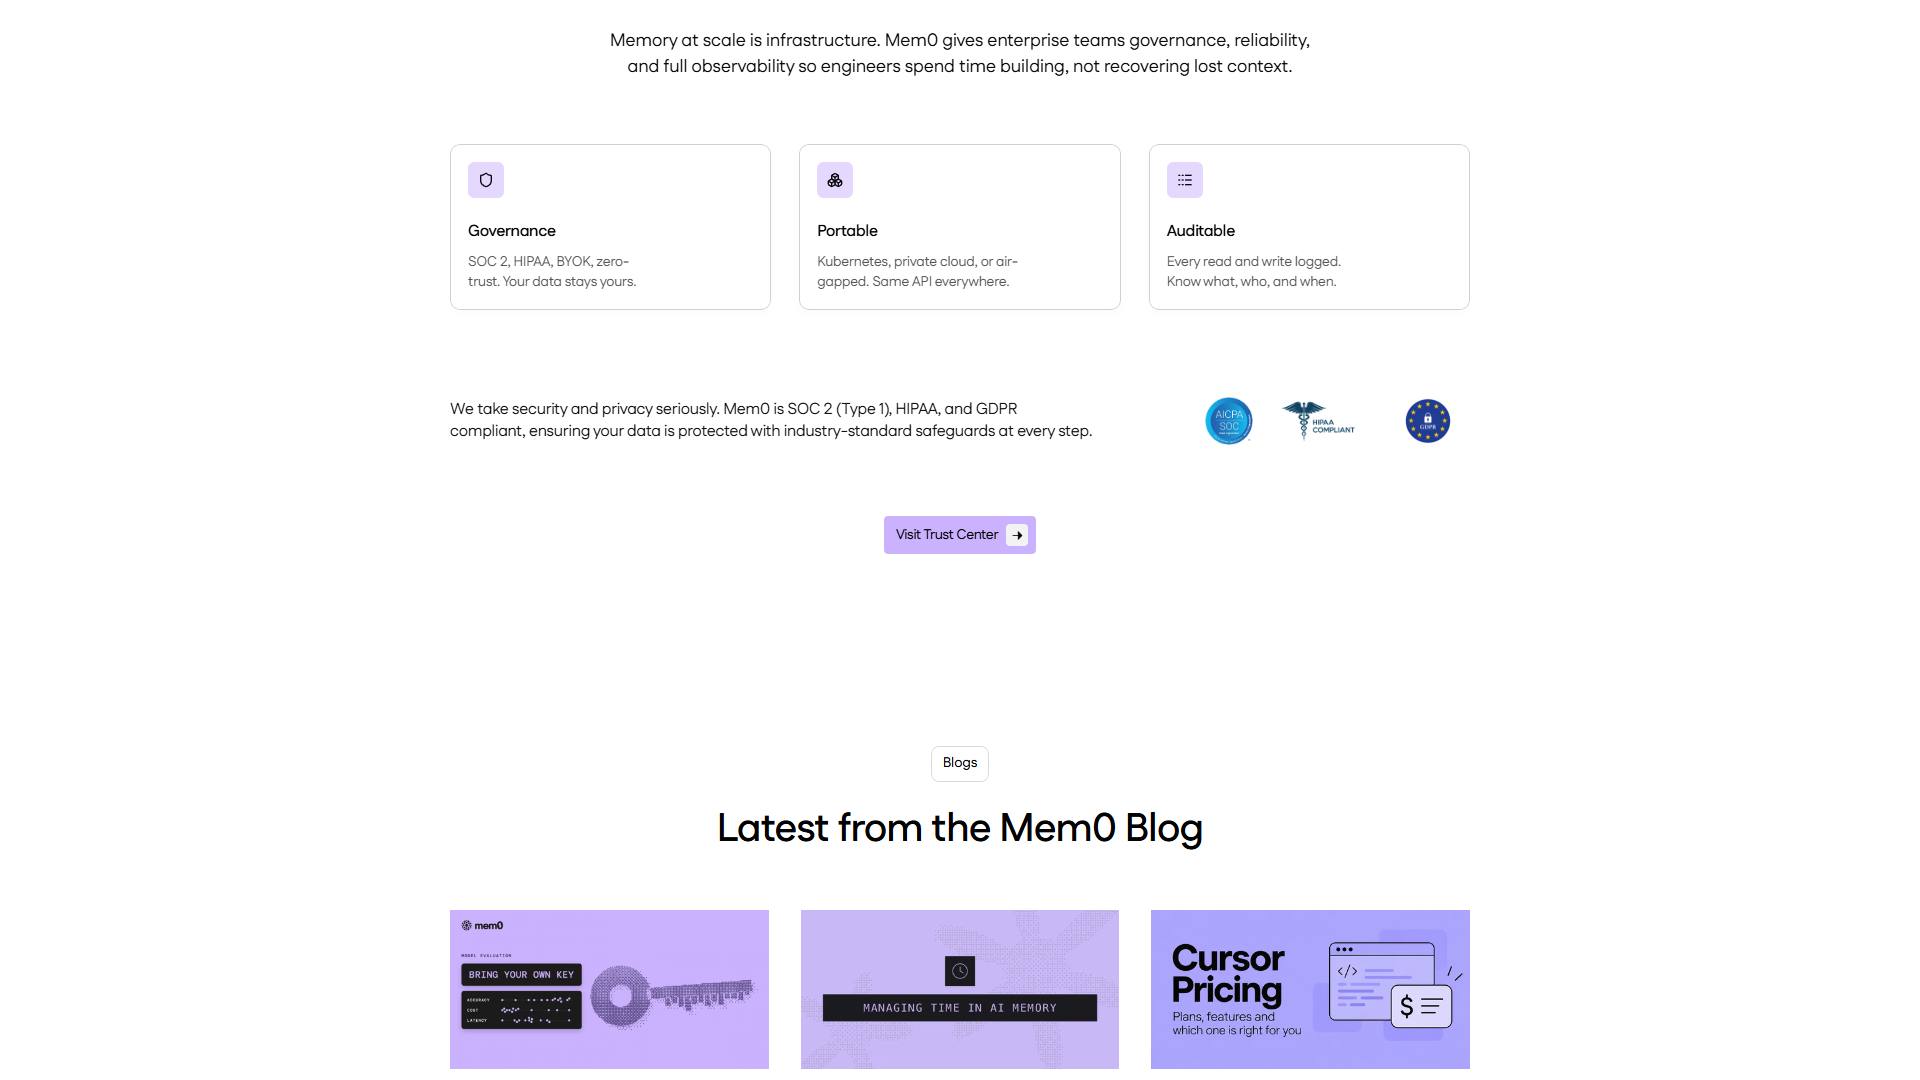 Memory at scale is infrastructure. Mem0 gives enterprise teams governance, reliability,
and full observability so engineers spend time building, not recovering lost context.
Governance
SOC 2, HIPAA, BYOK, zero-
trust. Your data stays yours.
Portable
Kubernetes, private cloud, or air-
gapped. Same API everywhere.
Auditable
Every read and write logged.
Know what, who, and when.
We take security and privacy seriously. Mem0 is SOC 2 (Type 1), HIPAA, and GDPR
compliant, ensuring your data is protected with industry-standard safeguards at every step.
AICPA
SOC
HIPAA
COMPLIANT
GDPR
Visit Trust Center
Blogs
Latest from the Mem0 Blog
mem0
MODEL EVALUATION
BRING YOUR OWN KEY
ACCURACY
COST
LATENCY
MANAGING TIME IN AI MEMORY
Cursor
Pricing
Plans, features and
which one is right for you